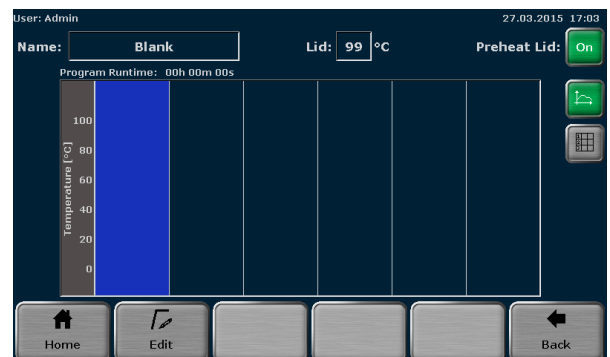 User: Admin 27.03.2015 17:03
Name: Blank Lid: 99 °C Preheat Lid: On
Program Runtime: 00h 00m 00s
Temperature [°C]
100
80
60
40
20
0
Home Edit Back